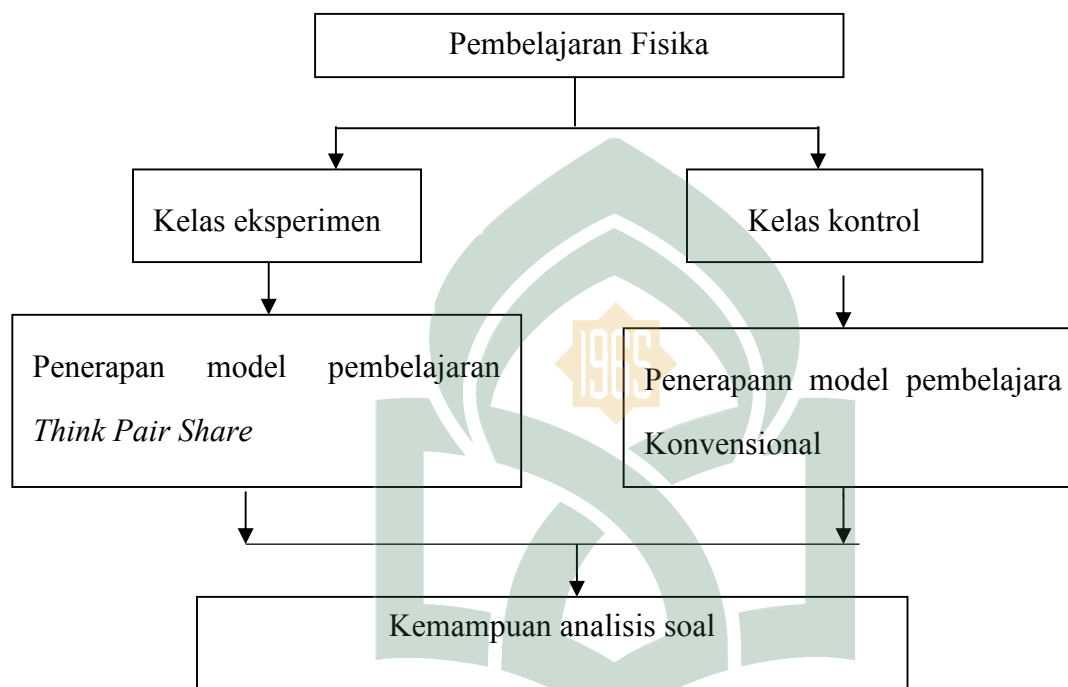 Pembelajaran Fisika
Kelas eksperimen
Kelas kontrol
Penerapan model pembelajaran
Think Pair Share
Penerapann model pembelajara
Konvensional
1965
Kemampuan analisis soal